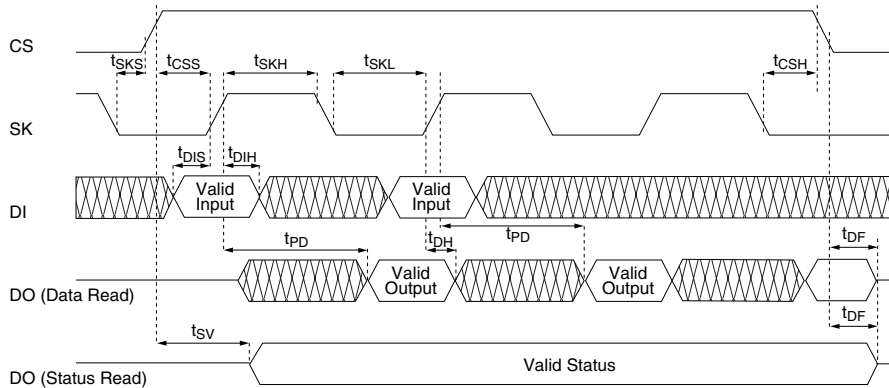 CS
tSKS tCSS tSKH tSKL tCSH
SK
tDIS tDIH
DI
Valid Input
Valid Input
tPD tDH tPD tDF
DO (Data Read)
Valid Output
Valid Output
tDF
tSV
DO (Status Read)
Valid Status